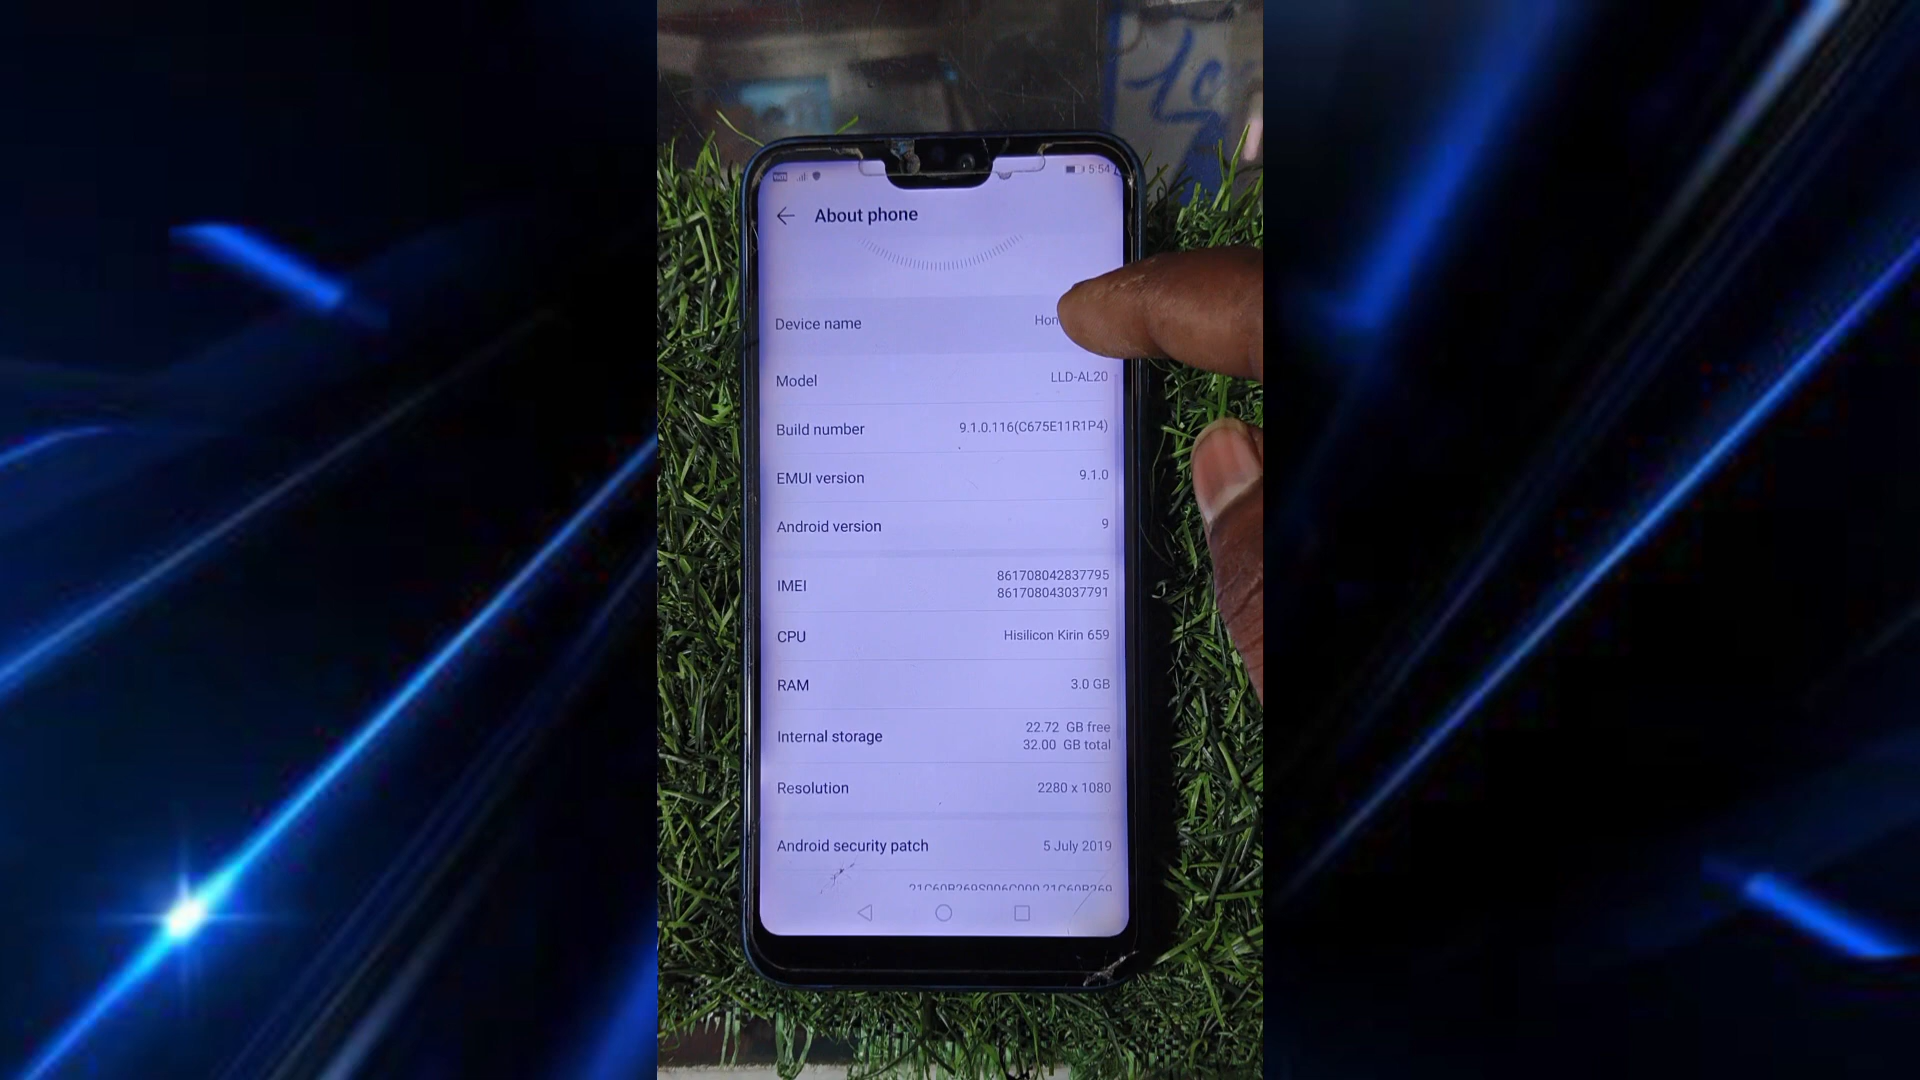 5:54
About phone
Device name
Model LLD-AL20
Build number 9.1.0.116(C675E11R1P4)
EMUI version 9.1.0
Android version 9
IMEI 861708042837795
861708043037791
CPU Hisilicon Kirin 659
RAM 3.0 GB
Internal storage 22.72 GB free
32.00 GB total
Resolution 2280 x 1080
Android security patch 5 July 2019